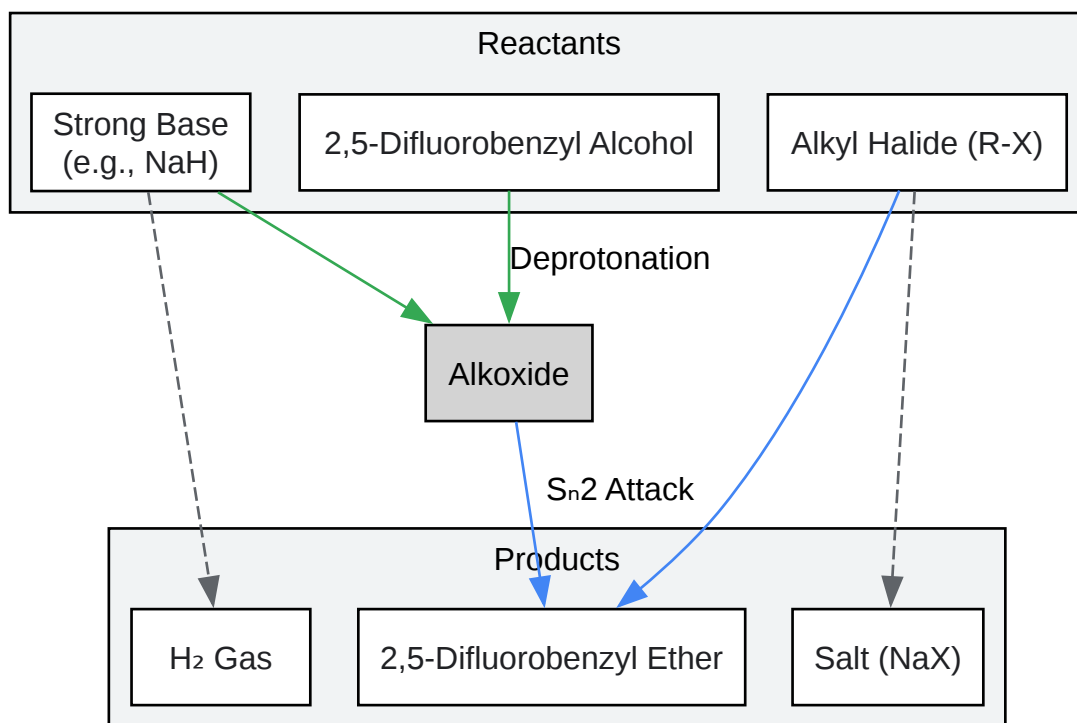 Reactants
Strong Base
(e.g., NaH)
2,5-Difluorobenzyl Alcohol
Alkyl Halide (R-X)
Deprotonation
Alkoxide
Sₙ2 Attack
Products
H₂ Gas
2,5-Difluorobenzyl Ether
Salt (NaX)